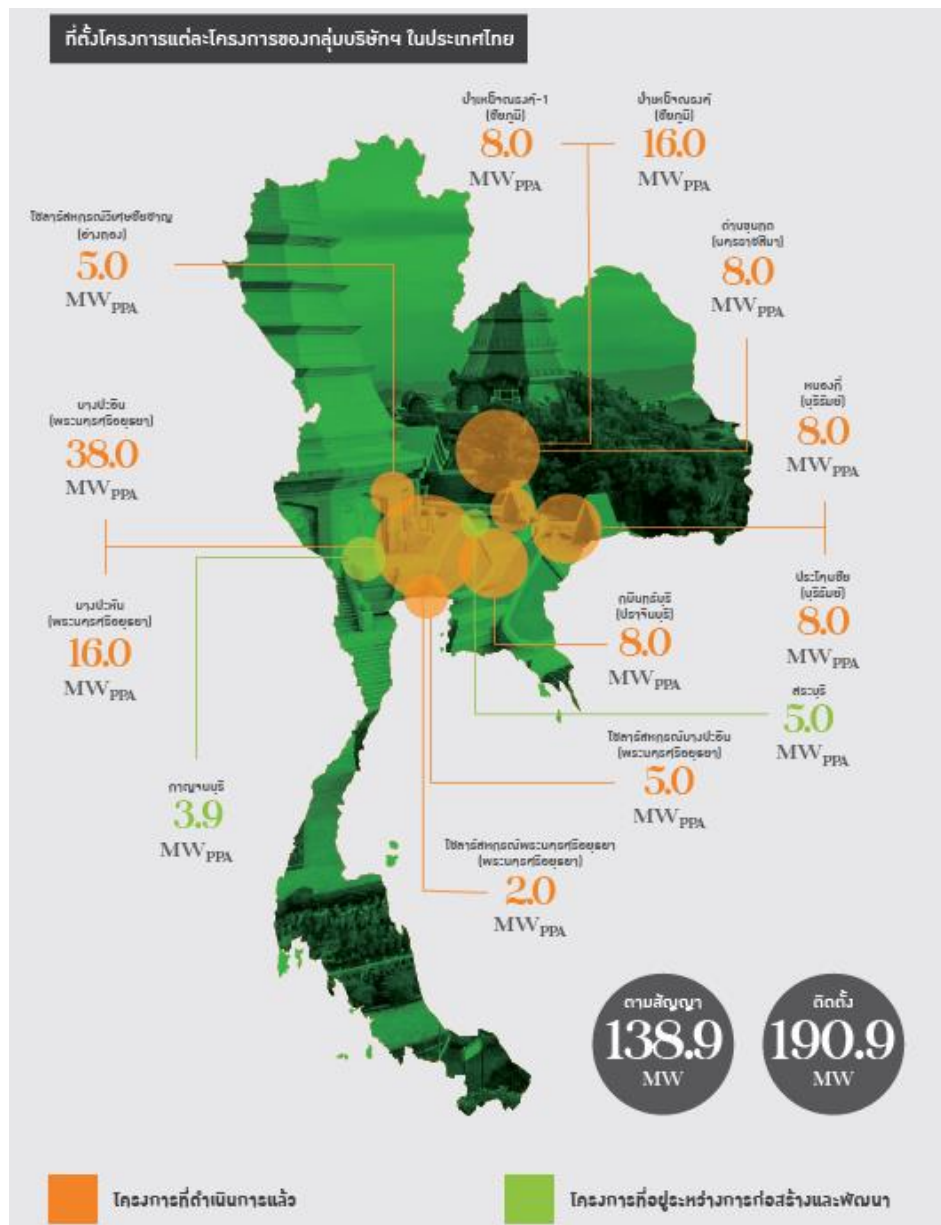 ที่ตั้งโครงการแต่ละโครงการของกลุ่มบริษัทฯ ในประเทศไทย
บำเหน็จณรงค์-1
(ชัยภูมิ)
8.0
MWPPA
บำเหน็จณรงค์
(ชัยภูมิ)
16.0
MWPPA
โซลาร์สหกรณ์วิเศษชัยชาญ
(อ่างทอง)
5.0
MWPPA
ด่านขุนทด
(นครราชสีมา)
8.0
MWPPA
บางปะอิน
(พระนครศรีอยุธยา)
38.0
MWPPA
หนองกี่
(บุรีรัมย์)
8.0
MWPPA
บางปะหัน
(พระนครศรีอยุธยา)
16.0
MWPPA
กบินทร์บุรี
(ปราจีนบุรี)
8.0
MWPPA
ประโคนชัย
(บุรีรัมย์)
8.0
MWPPA
สระบุรี
5.0
MWPPA
โซลาร์สหกรณ์บางปะอิน
(พระนครศรีอยุธยา)
5.0
MWPPA
กาญจนบุรี
3.9
MWPPA
โซลาร์สหกรณ์พระนครศรีอยุธยา
(พระนครศรีอยุธยา)
2.0
MWPPA
ตามสัญญา
138.9
MW
ติดตั้ง
190.9
MW
โครงการที่ดำเนินการแล้ว
โครงการที่อยู่ระหว่างการก่อสร้างและพัฒนา